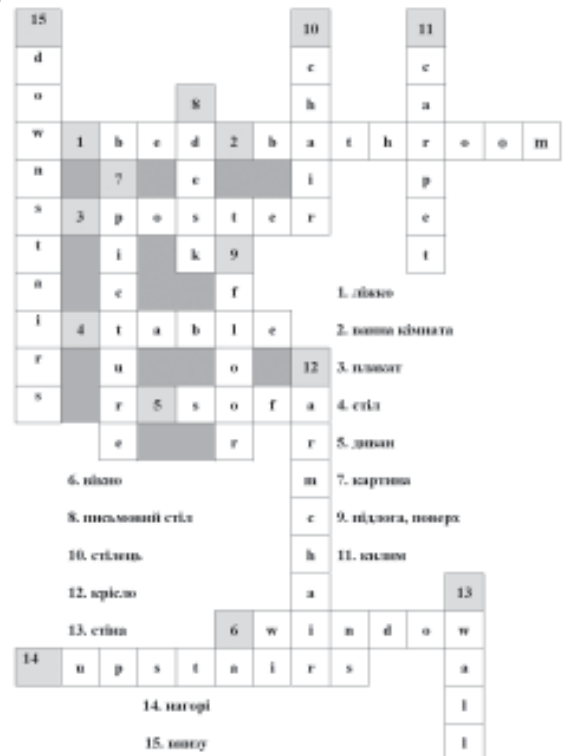 15 10 11
d c c
o 8 h a
w 1 b e d 2 b a t h r o o m
n 7 e i p
s 3 p o s t e r e
t i k 9 t
a c f 1. ліжко
i 4 t a b l e 2. ванна кімната
r u o 12 3. плакат
s r 5 s o f a 4. стіл
e r r 5. диван
6. вікно m 7. картина
8. письмовий стіл c 9. підлога, поверх
10. стілець h 11. килим
12. крісло a 13
13. стіна 6 w i n d o w
14 u p s t a i r s a
14. нагорі l
15. внизу l